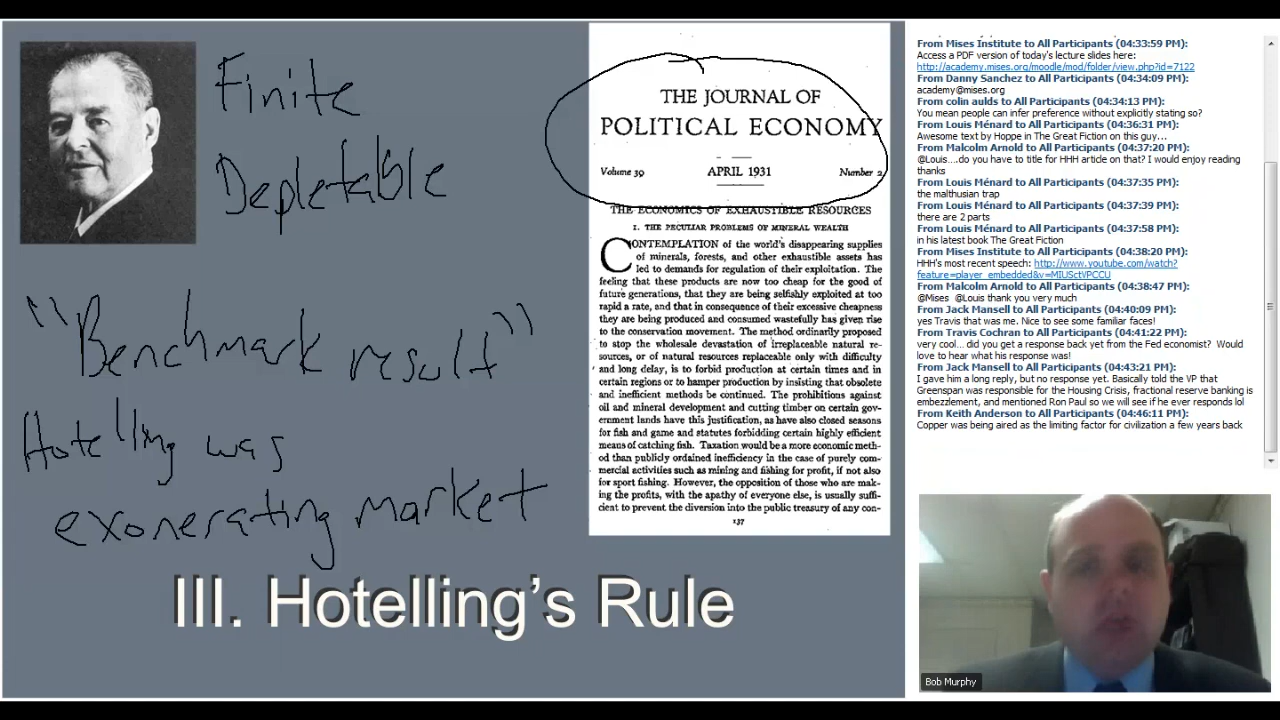 Finite
Depletable
"Benchmark result"
Hotelling was
exonerating market
III. Hotelling's Rule
THE JOURNAL OF
POLITICAL ECONOMY
Volume 39 APRIL 1931 Number 2
THE ECONOMICS OF EXHAUSTIBLE RESOURCES
I. THE PECULIAR PROBLEMS OF MINERAL WEALTH
CONTEMPLATION of the world's disappearing supplies
of minerals, forests, and other exhaustible assets has
led to demands for regulation of their exploitation. The
feeling that these products are now too cheap for the good of
future generations, that they are being selfishly exploited at too
rapid a rate, and that in consequence of their excessive cheapness
they are being produced and consumed wastefully has given rise
to the conservation movement. The method ordinarily proposed
to stop the wholesale devastation of irreplaceable natural re-
sources, or of natural resources replaceable only with difficulty
and long delay, is to forbid production at certain times and in
certain regions or to hamper production by insisting that obsolete
and inefficient methods be continued. The prohibitions against
oil and mineral development and cutting timber on certain gov-
ernment lands have this justification, as have also closed seasons
for fish and game and statutes forbidding certain highly efficient
means of catching fish. Taxation would be a more economic meth-
od than publicly ordained inefficiency in the case of purely com-
mercial activities such as mining and fishing for profit, if not also
for sport fishing. However, the opposition of those who are mak-
ing the profits, with the apathy of everyone else, is usually suffi-
cient to prevent the diversion into the public treasury of any con-
137
From Mises Institute to All Participants (04:33:59 PM):
Access a PDF version of today's lecture slides here:
http://academy.mises.org/moodle/mod/folder/view.php?id=7122
From Danny Sanchez to All Participants (04:34:09 PM):
academy@mises.org
From colin aulds to All Participants (04:34:13 PM):
You mean people can infer preference without explicitly stating so?
From Louis Ménard to All Participants (04:36:31 PM):
Awesome text by Hoppe in The Great Fiction on this guy...
From Malcolm Arnold to All Participants (04:37:20 PM):
@Louis....do you have to title for HHH article on that? I would enjoy reading
thanks
From Louis Ménard to All Participants (04:37:35 PM):
the malthusian trap
From Louis Ménard to All Participants (04:37:39 PM):
there are 2 parts
From Louis Ménard to All Participants (04:37:58 PM):
in his latest book The Great Fiction
From Mises Institute to All Participants (04:38:20 PM):
HHH's most recent speech: http://www.youtube.com/watch?
feature=player_embedded&v=MIUSctVPCCU
From Malcolm Arnold to All Participants (04:38:47 PM):
@Mises @Louis thank you very much
From Jack Mansell to All Participants (04:40:09 PM):
yes Travis that was me. Nice to see some familiar faces!
From Travis Cochran to All Participants (04:41:22 PM):
very cool... did you get a response back yet from the Fed economist? Would
love to hear what his response was!
From Jack Mansell to All Participants (04:43:21 PM):
I gave him a long reply, but no response yet. Basically told the VP that
Greenspan was responsible for the Housing Crisis, fractional reserve banking is
embezzlement, and mentioned Ron Paul so we will see if he ever responds lol
From Keith Anderson to All Participants (04:46:11 PM):
Copper was being aired as the limiting factor for civilization a few years back
Bob Murphy